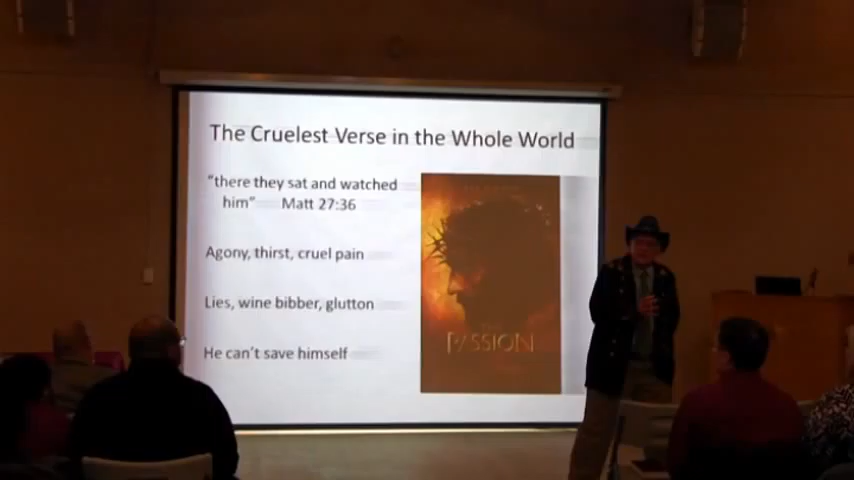 The Cruelest Verse in the Whole World
"there they sat and watched
him" Matt 27:36
Agony, thirst, cruel pain
Lies, wine bibber, glutton
He can't save himself
PASSION